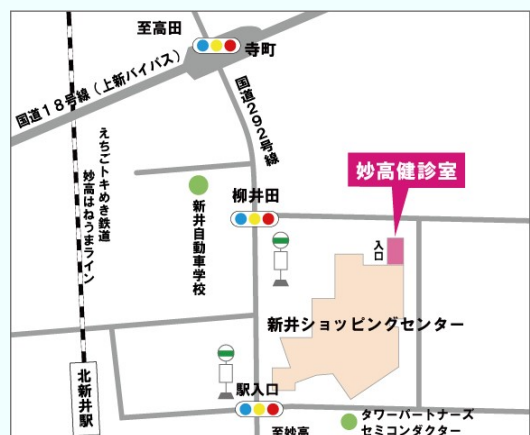 至高田
寺町
国道18号線(上新バイパス)
国道292号線
えちごトキめき鉄道
妙高はねうまライン
新井自動車学校
柳井田
妙高健診室
入口
新井ショッピングセンター
北新井駅
駅入口
至妙高
タワーパートナーズ
セミコンダクター